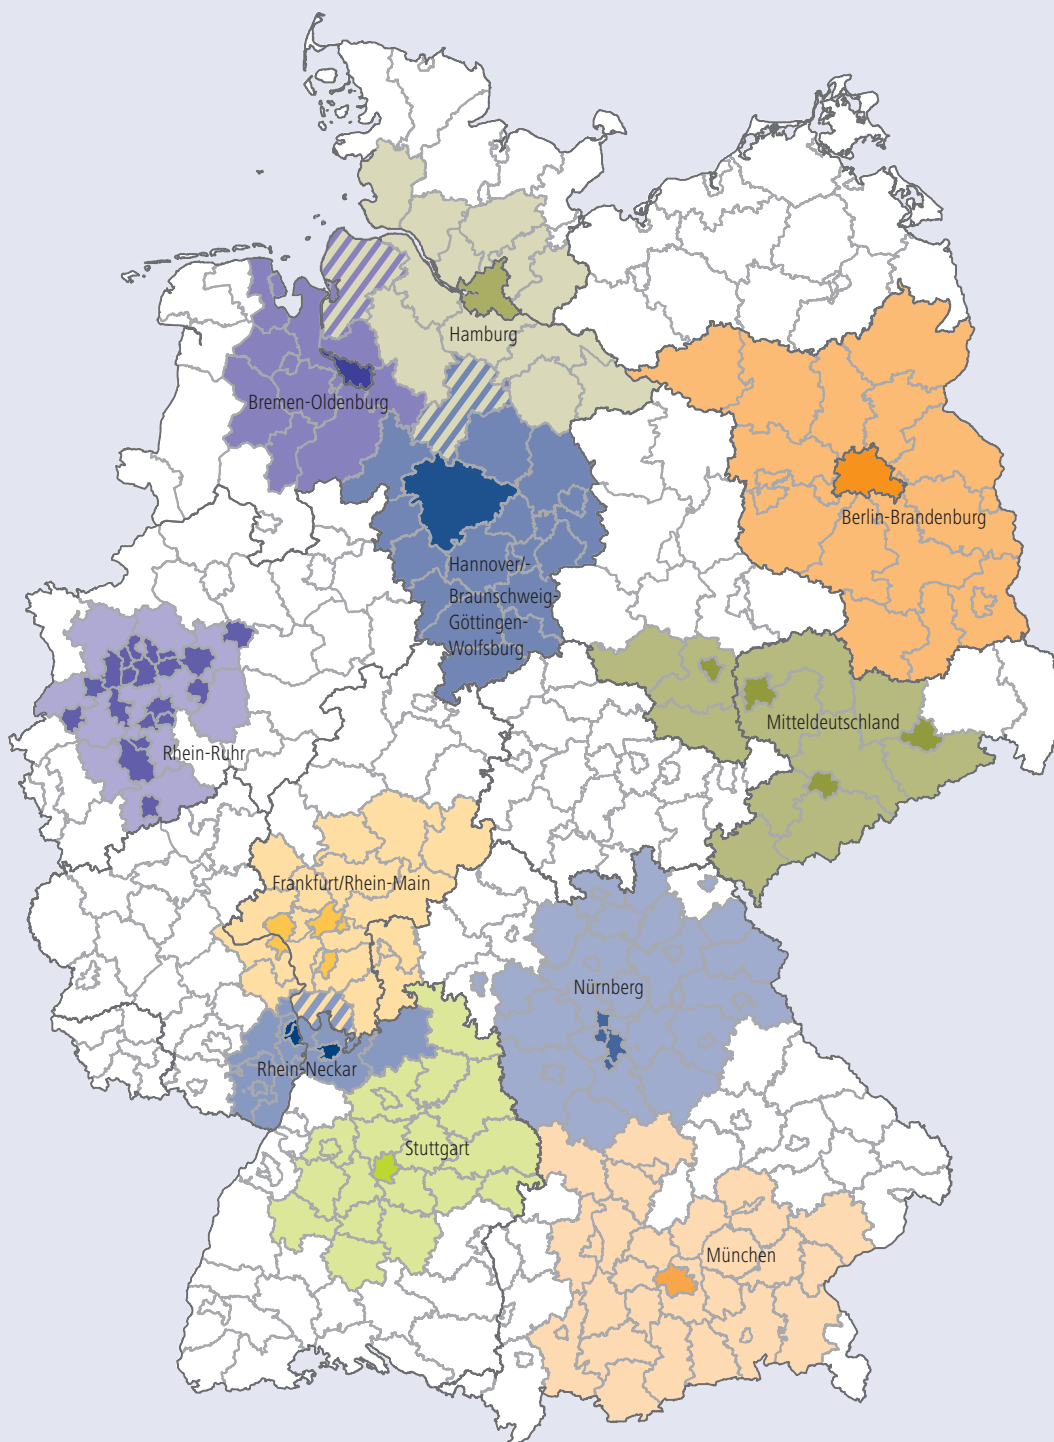 Hamburg
Bremen-Oldenburg
Berlin-Brandenburg
Hannover/-
Braunschweig-
Göttingen-
Wolfsburg
Mitteldeutschland
Rhein-Ruhr
Frankfurt/Rhein-Main
Nürnberg
Rhein-Neckar
Stuttgart
München